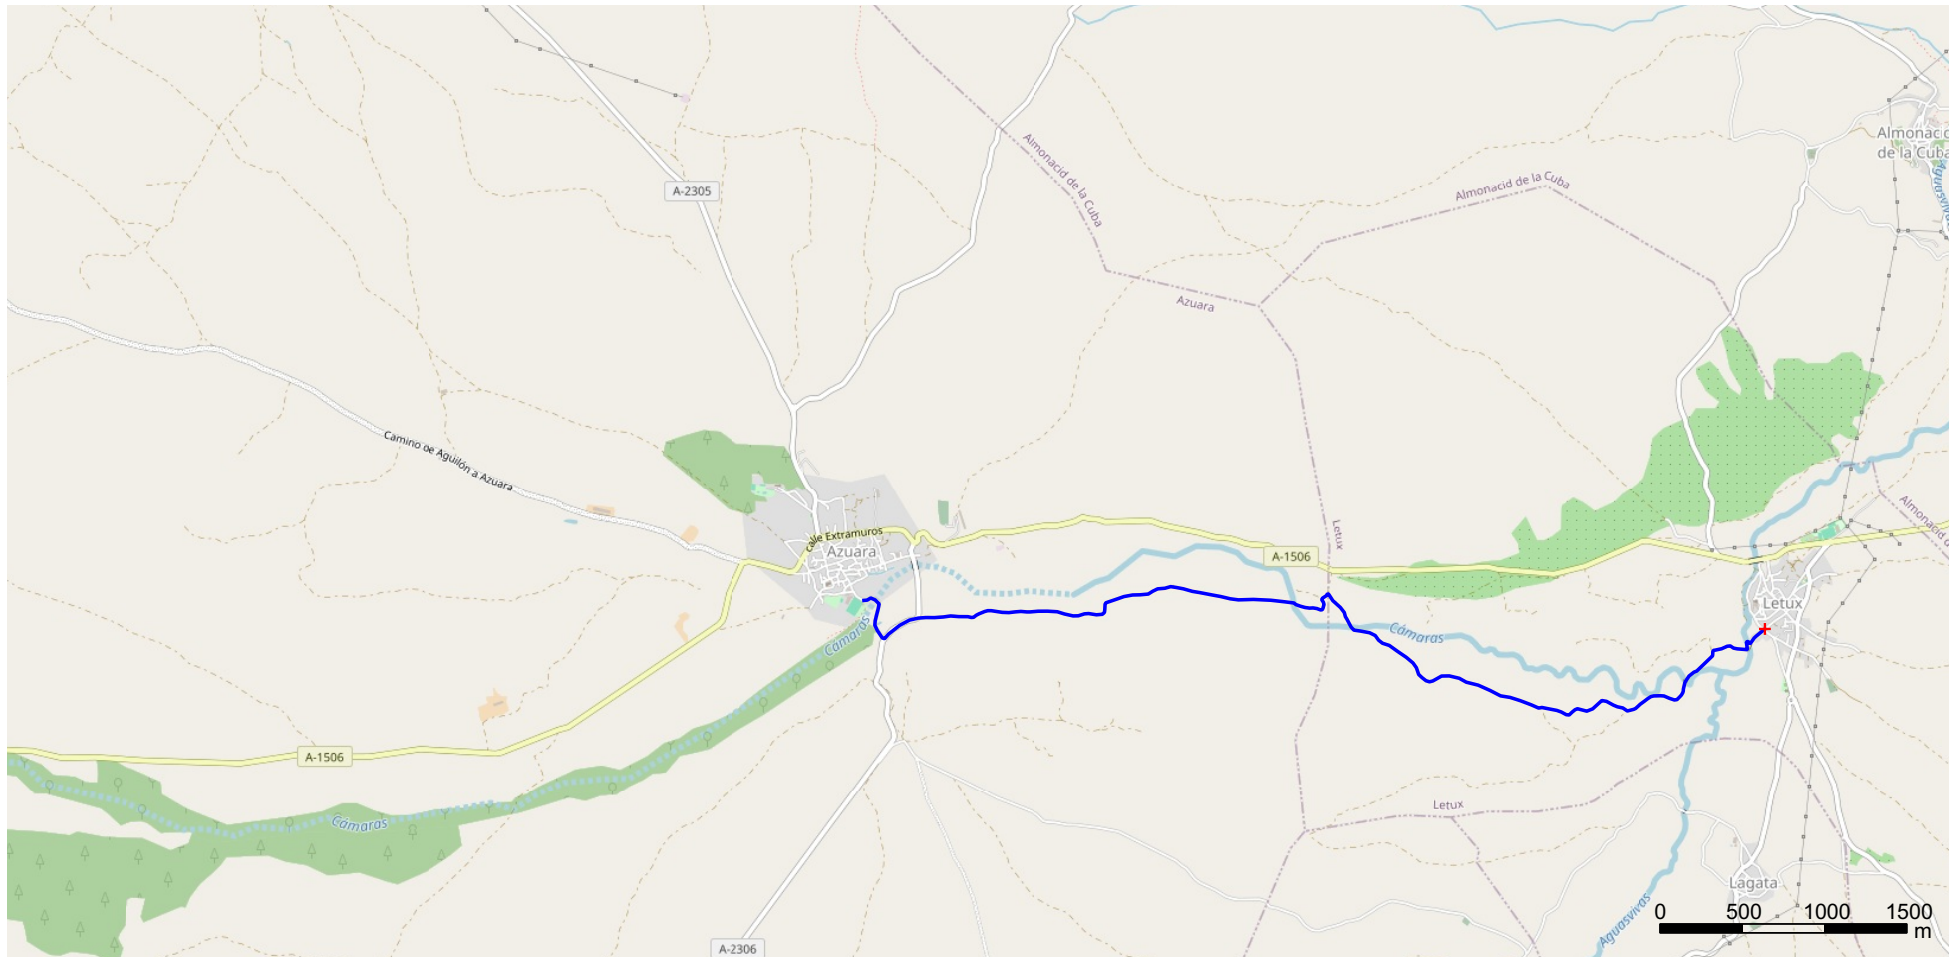 Almonacid de la Cuba
Almonacid de la Cuba
de la Cuba
Aguasvivas
A-2305
Azuara
Camino de Aguilón a Azuara
calle Extramuros
Azuara
Letux
A-1506
Almonacid d
Letux
Cámaras
Cámaras
A-1506
Letux
Cámaras
Lagata
Aguasvivas
A-2306
0 500 1000 1500
m